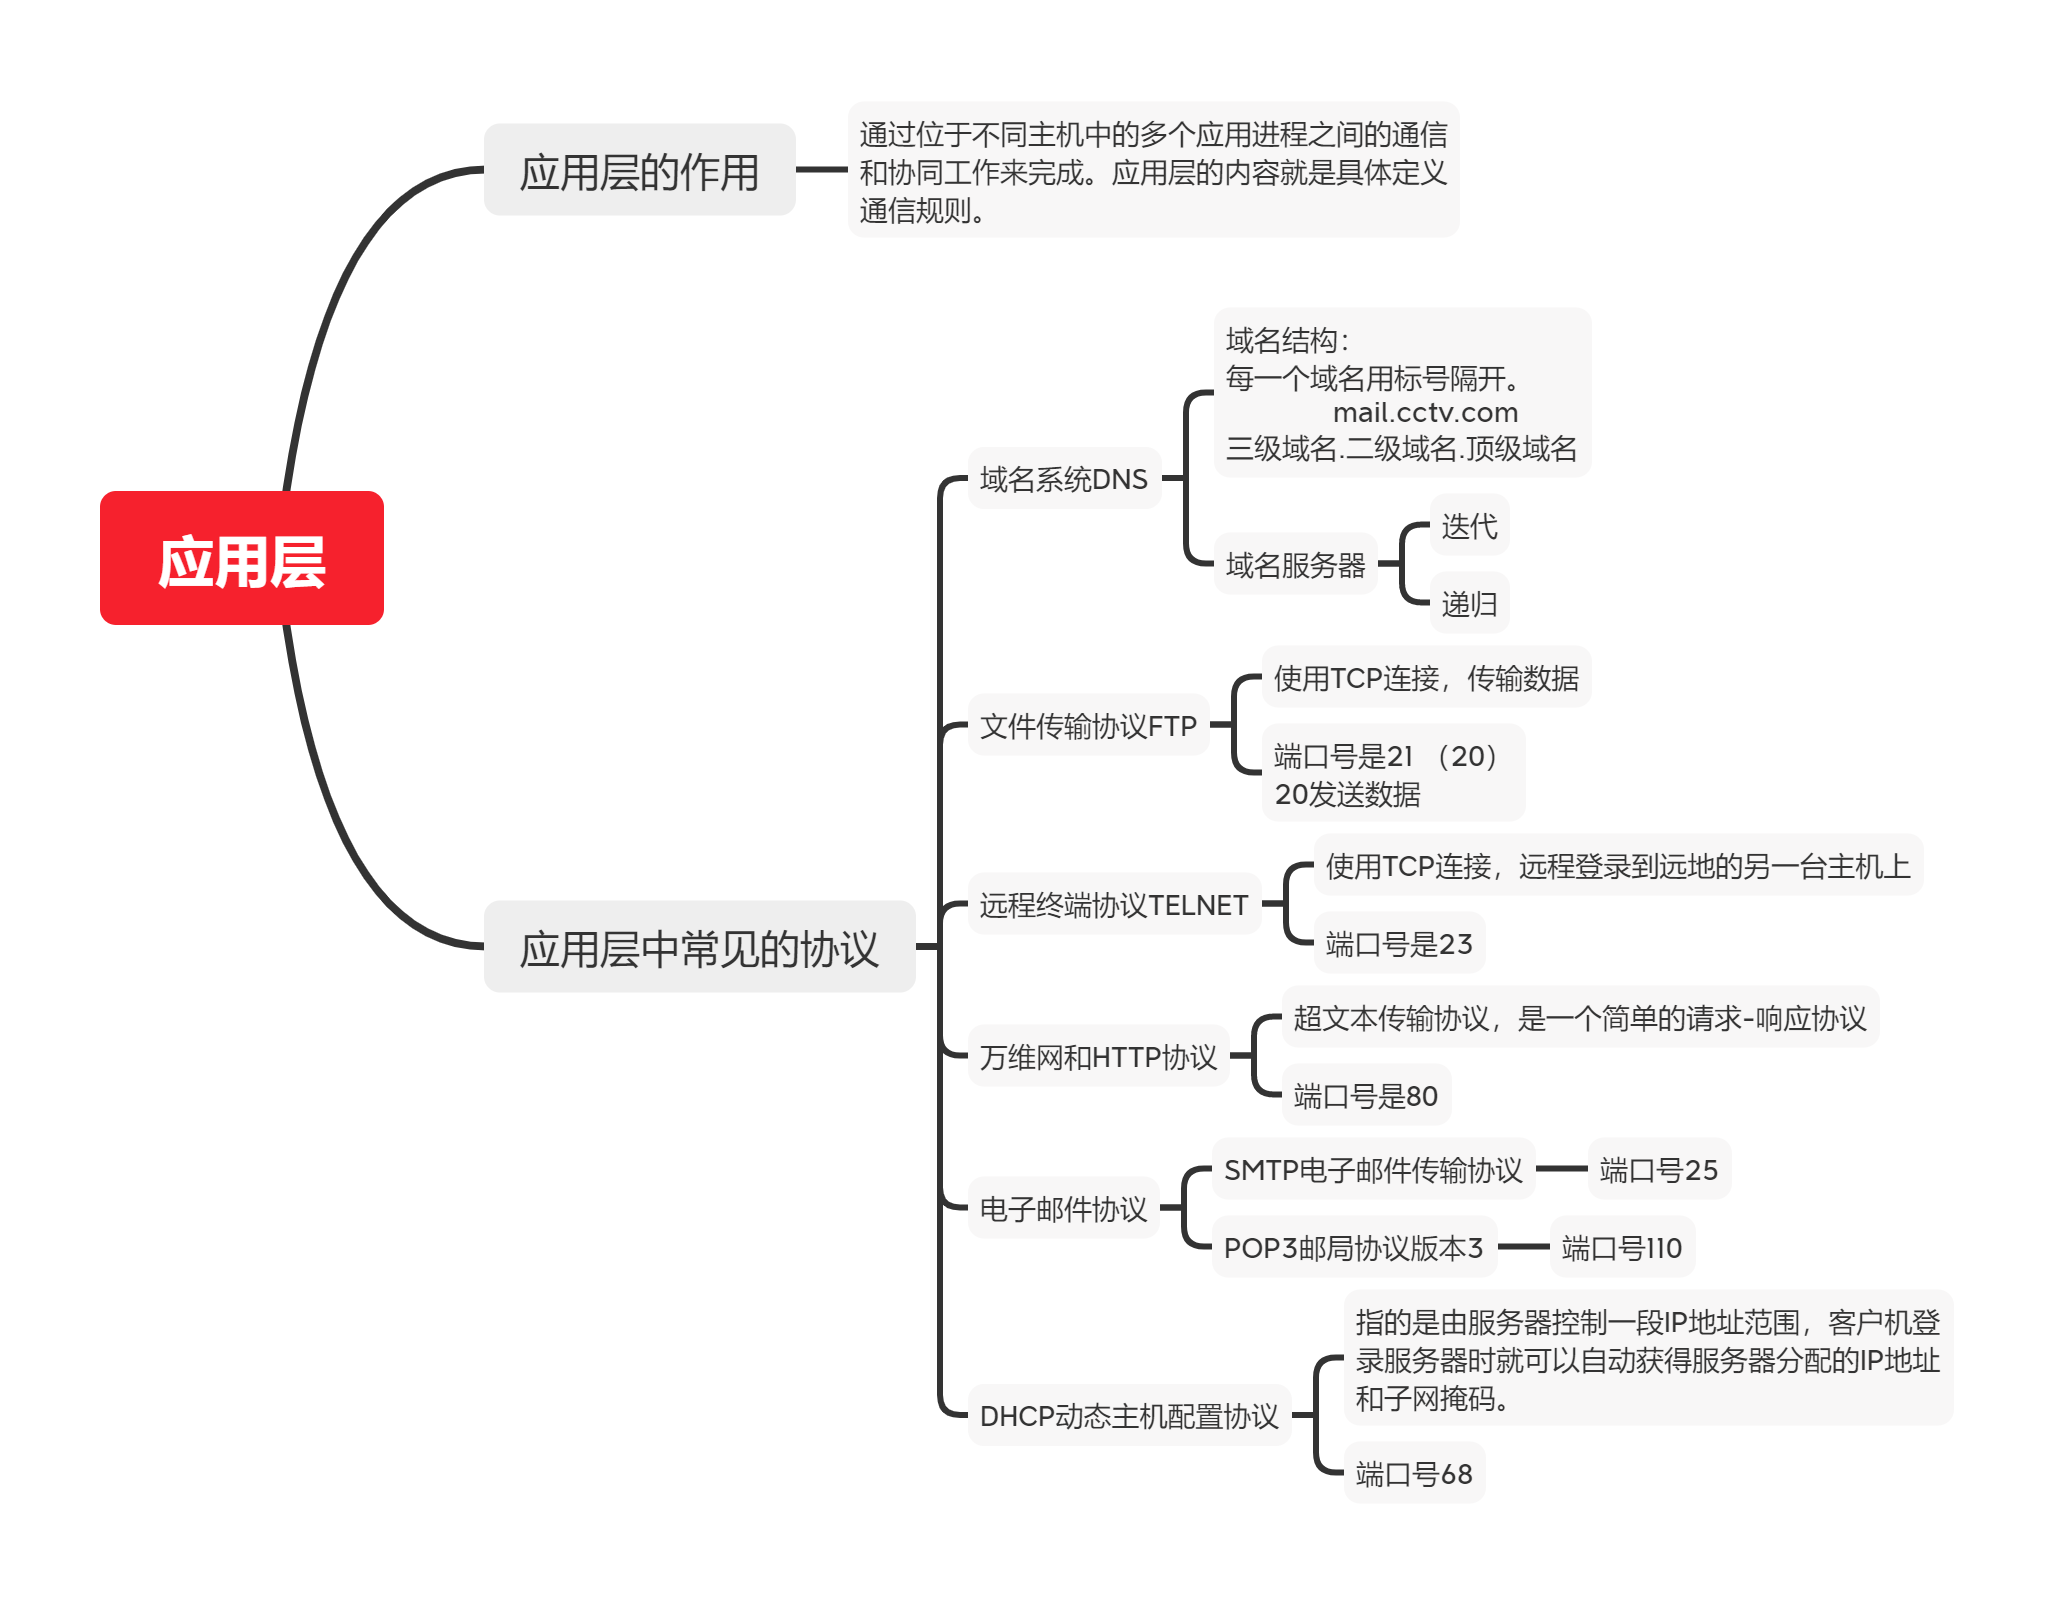 应用层
应用层的作用
通过位于不同主机中的多个应用进程之间的通信
和协同工作来完成。应用层的内容就是具体定义
通信规则。
应用层中常见的协议
域名系统DNS
域名结构：
每一个域名用标号隔开。
mail.cctv.com
三级域名.二级域名.顶级域名
域名服务器
迭代
递归
文件传输协议FTP
使用TCP连接，传输数据
端口号是21 （20）
20发送数据
远程终端协议TELNET
使用TCP连接，远程登录到远地的另一台主机上
端口号是23
万维网和HTTP协议
超文本传输协议，是一个简单的请求-响应协议
端口号是80
电子邮件协议
SMTP电子邮件传输协议
端口号25
POP3邮局协议版本3
端口号110
DHCP动态主机配置协议
指的是由服务器控制一段IP地址范围，客户机登
录服务器时就可以自动获得服务器分配的IP地址
和子网掩码。
端口号68